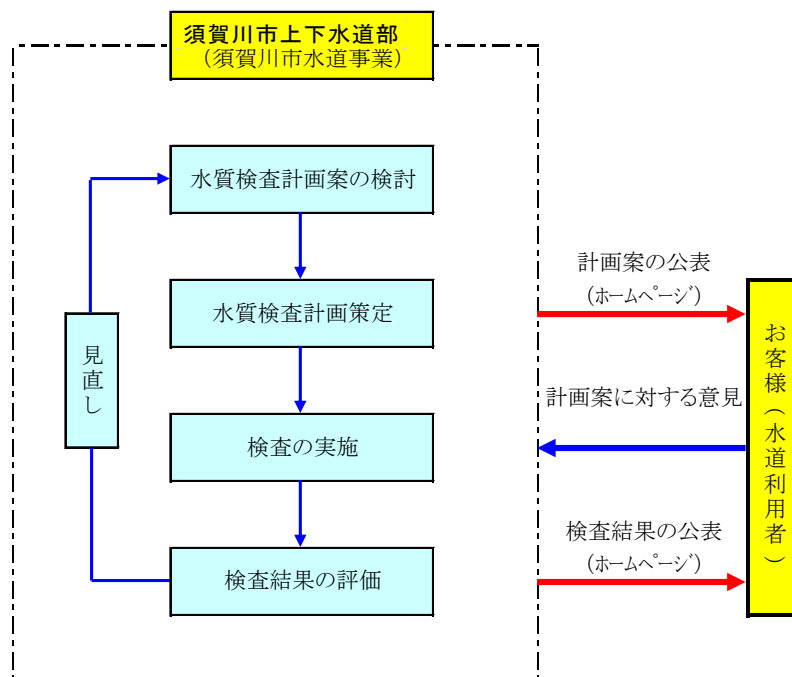 須賀川市上下水道部
（須賀川市水道事業）
水質検査計画案の検討
水質検査計画策定
見直し
検査の実施
検査結果の評価
計画案の公表
(ﾎｰﾑﾍﾟｰｼﾞ)
計画案に対する意見
検査結果の公表
(ﾎｰﾑﾍﾟｰｼﾞ)
お客様（水道利用者）